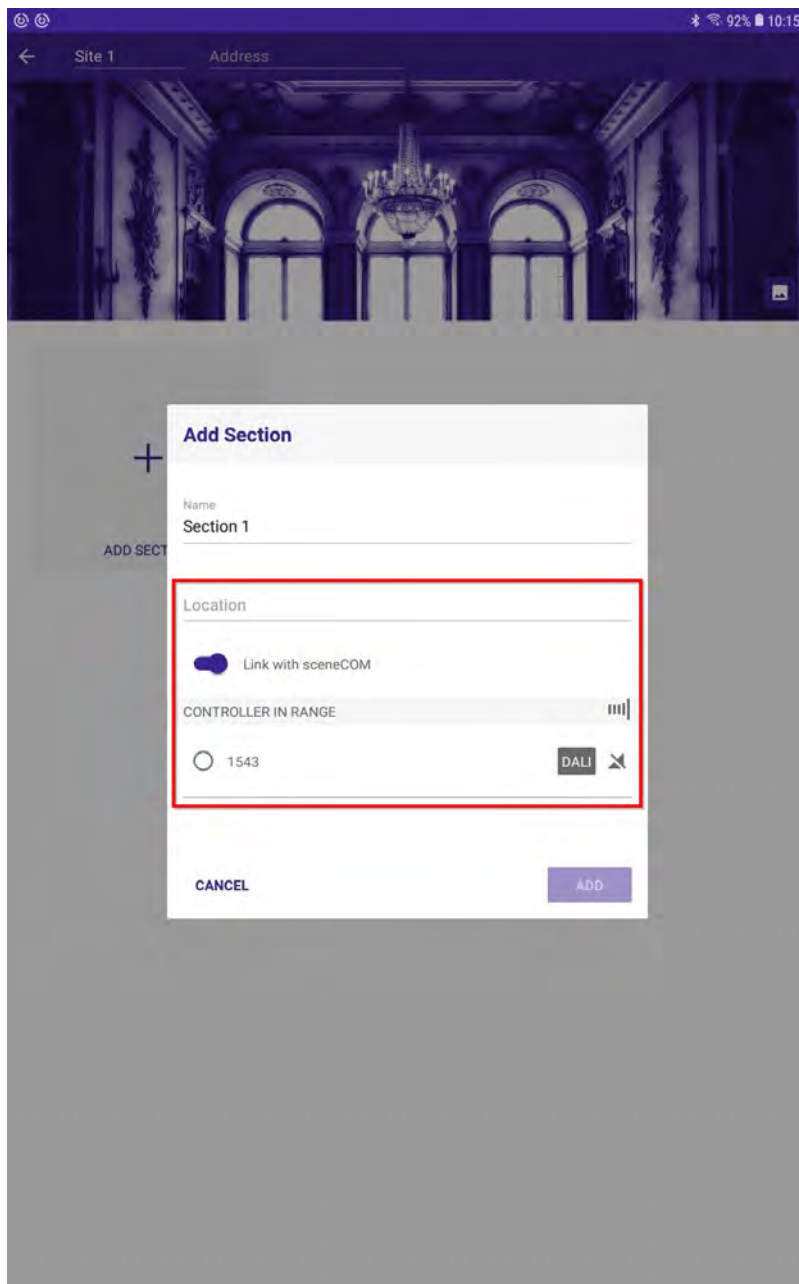 92% 10:15
Site 1 Address
Add Section
Name
Section 1
ADD SECT
Location
Link with sceneCOM
CONTROLLER IN RANGE
1543 DALI
CANCEL ADD